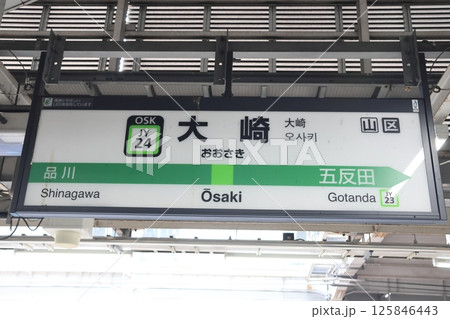 OSK
JY
24
大崎
おおさき
大崎
오사키
山区
品川
五反田
Shinagawa
Ōsaki
Gotanda
JY
23
pixta.jp - 125846443